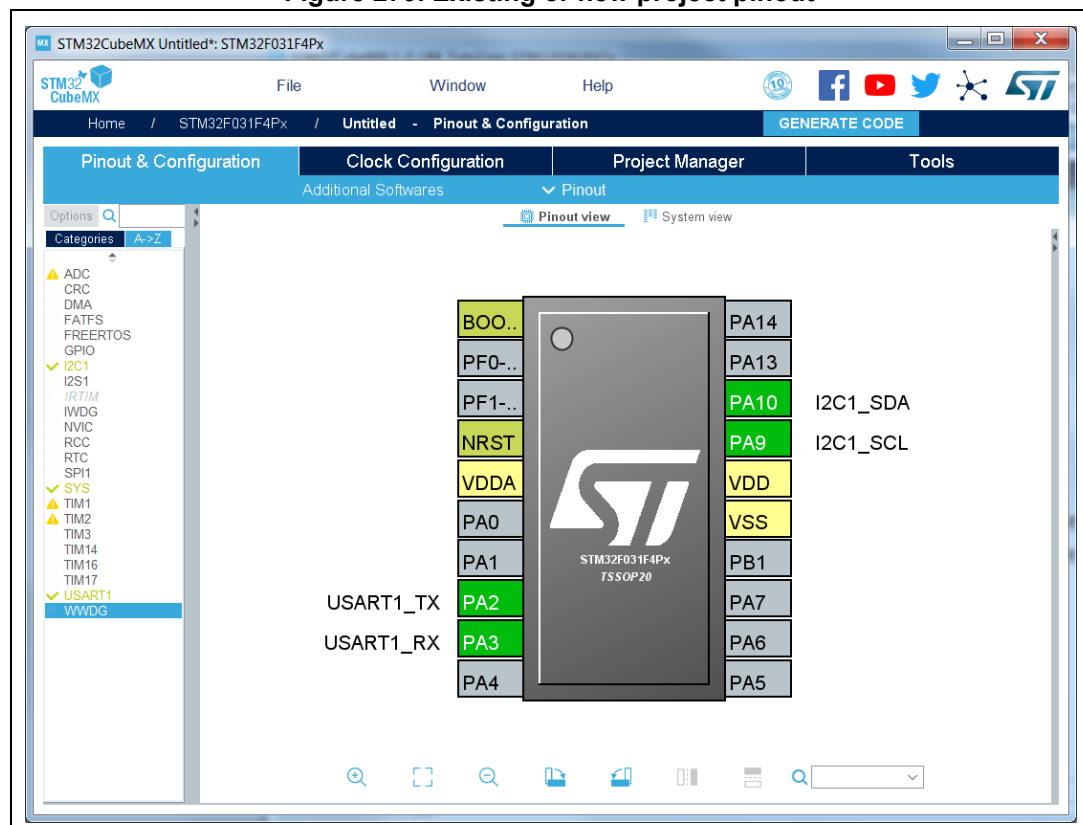 STM32CubeMX Untitled*: STM32F031F4Px
STM32 CubeMX File Window Help 10
Home / STM32F031F4Px / Untitled - Pinout & Configuration GENERATE CODE
Pinout & Configuration Clock Configuration Project Manager Tools
Additional Softwares Pinout
Options Pinout view System view
Categories A->Z
ADC
CRC
DMA
FATFS
FREERTOS
GPIO
I2C1
I2S1
IRTIM
IWDG
NVIC
RCC
RTC
SPI1
SYS
TIM1
TIM2
TIM3
TIM14
TIM16
TIM17
USART1
WWDG
BOO.. PA14
PF0-.. PA13
PF1-.. PA10 I2C1_SDA
NRST PA9 I2C1_SCL
VDDA VDD
PA0 VSS
PA1 PB1
USART1_TX PA2 PA7
USART1_RX PA3 PA6
PA4 PA5
STM32F031F4Px
TSSOP20